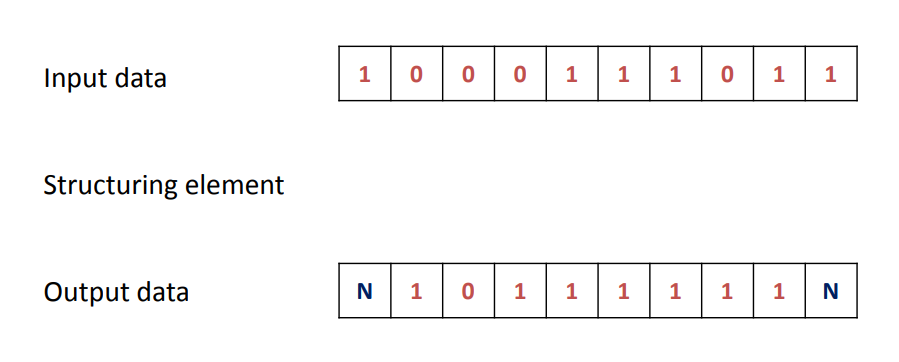 Input data 1 0 0 0 1 1 1 0 1 1
Structuring element
Output data N 1 0 1 1 1 1 1 1 N